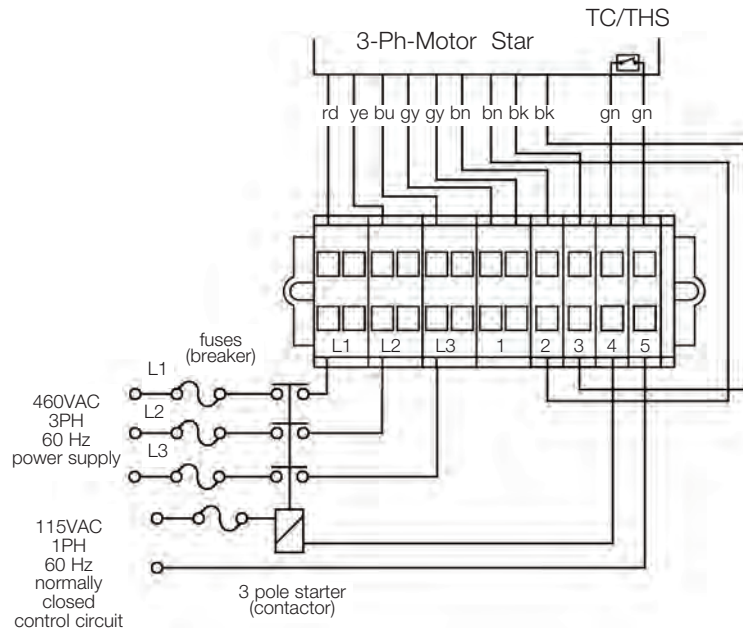 TC/THS
3-Ph-Motor Star
rd ye bu gy gy bn bn bk bk gn gn
L1 L2 L3 1 2 3 4 5
fuses
(breaker)
L1
L2
L3
460VAC
3PH
60 Hz
power supply
115VAC
1PH
60 Hz
normally
closed
control circuit
3 pole starter
(contactor)